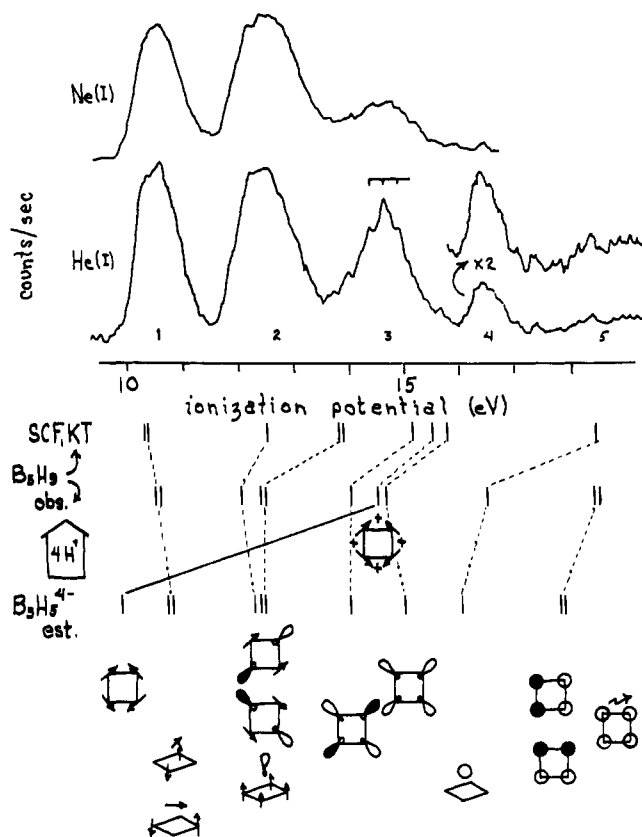 Ne(I)
counts/sec
He(I)
x2
1 2 3 4 5
10 15
ionization potential (eV)
SCF,KT
B5H9
obs.
4H+
+
+ +
+
B5H5 4-
est.